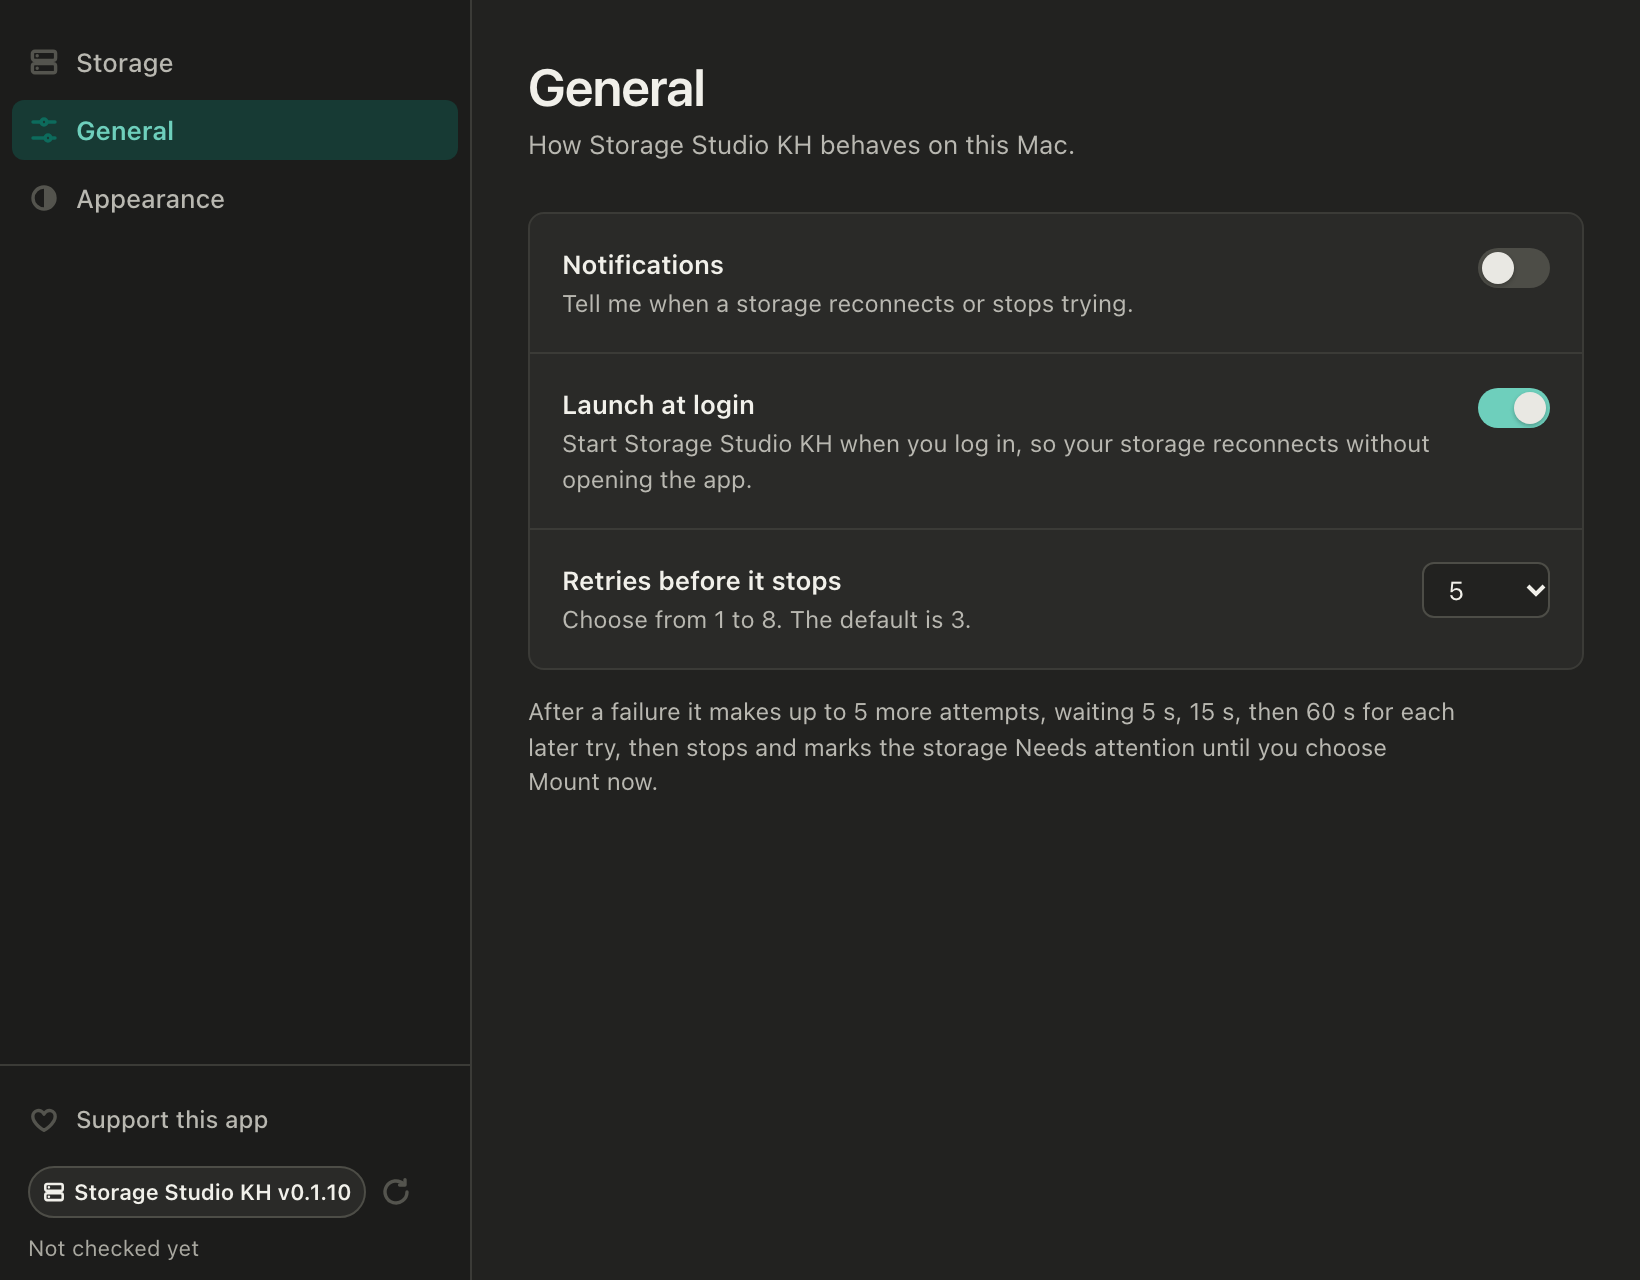 Storage
General
Appearance
Support this app
Storage Studio KH v0.1.10
Not checked yet
General
How Storage Studio KH behaves on this Mac.
Notifications
Tell me when a storage reconnects or stops trying.
Launch at login
Start Storage Studio KH when you log in, so your storage reconnects without
opening the app.
Retries before it stops
Choose from 1 to 8. The default is 3.
5
After a failure it makes up to 5 more attempts, waiting 5 s, 15 s, then 60 s for each
later try, then stops and marks the storage Needs attention until you choose
Mount now.